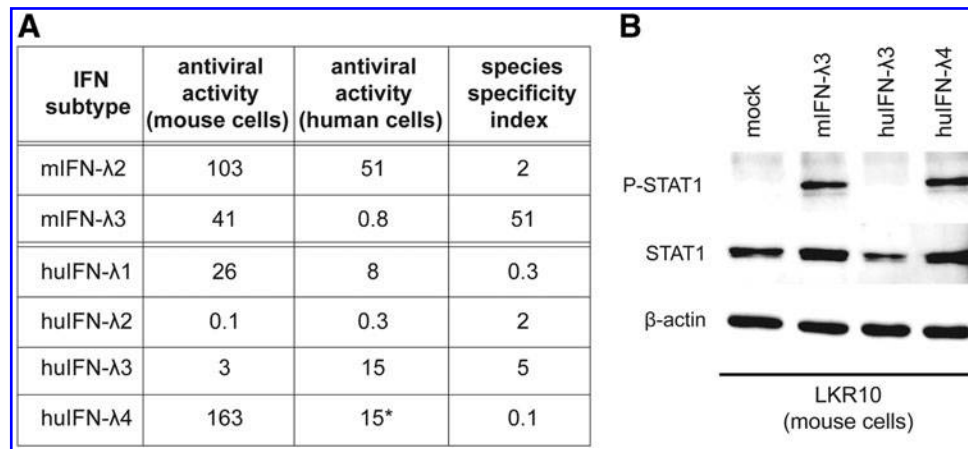 A
IFN subtype | antiviral activity (mouse cells) | antiviral activity (human cells) | species specificity index
mIFN-λ2 | 103 | 51 | 2
mIFN-λ3 | 41 | 0.8 | 51
huIFN-λ1 | 26 | 8 | 0.3
huIFN-λ2 | 0.1 | 0.3 | 2
huIFN-λ3 | 3 | 15 | 5
huIFN-λ4 | 163 | 15* | 0.1
B
mock
mIFN-λ3
huIFN-λ3
huIFN-λ4
P-STAT1
STAT1
β-actin
LKR10
(mouse cells)